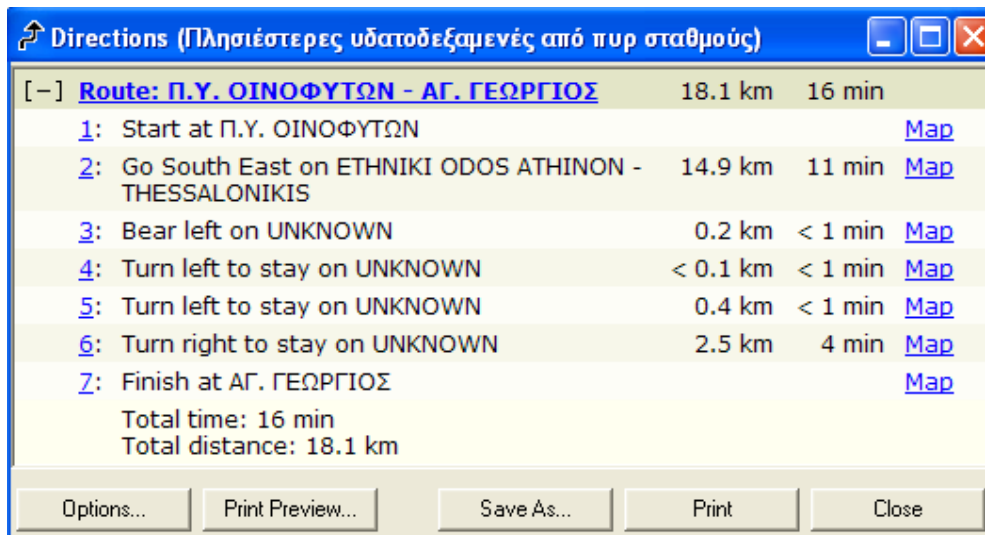 Directions (Πλησιέστερες υδατοδεξαμενές από πυρ σταθμούς)
[-] Route: Π.Υ. ΟΙΝΟΦΥΤΩΝ - ΑΓ. ΓΕΩΡΓΙΟΣ 18.1 km 16 min
1: Start at Π.Υ. ΟΙΝΟΦΥΤΩΝ Map
2: Go South East on ETHNIKI ODOS ATHINON - 14.9 km 11 min Map
THESSALONIKIS
3: Bear left on UNKNOWN 0.2 km < 1 min Map
4: Turn left to stay on UNKNOWN < 0.1 km < 1 min Map
5: Turn left to stay on UNKNOWN 0.4 km < 1 min Map
6: Turn right to stay on UNKNOWN 2.5 km 4 min Map
7: Finish at ΑΓ. ΓΕΩΡΓΙΟΣ Map
Total time: 16 min
Total distance: 18.1 km
Options... Print Preview... Save As... Print Close